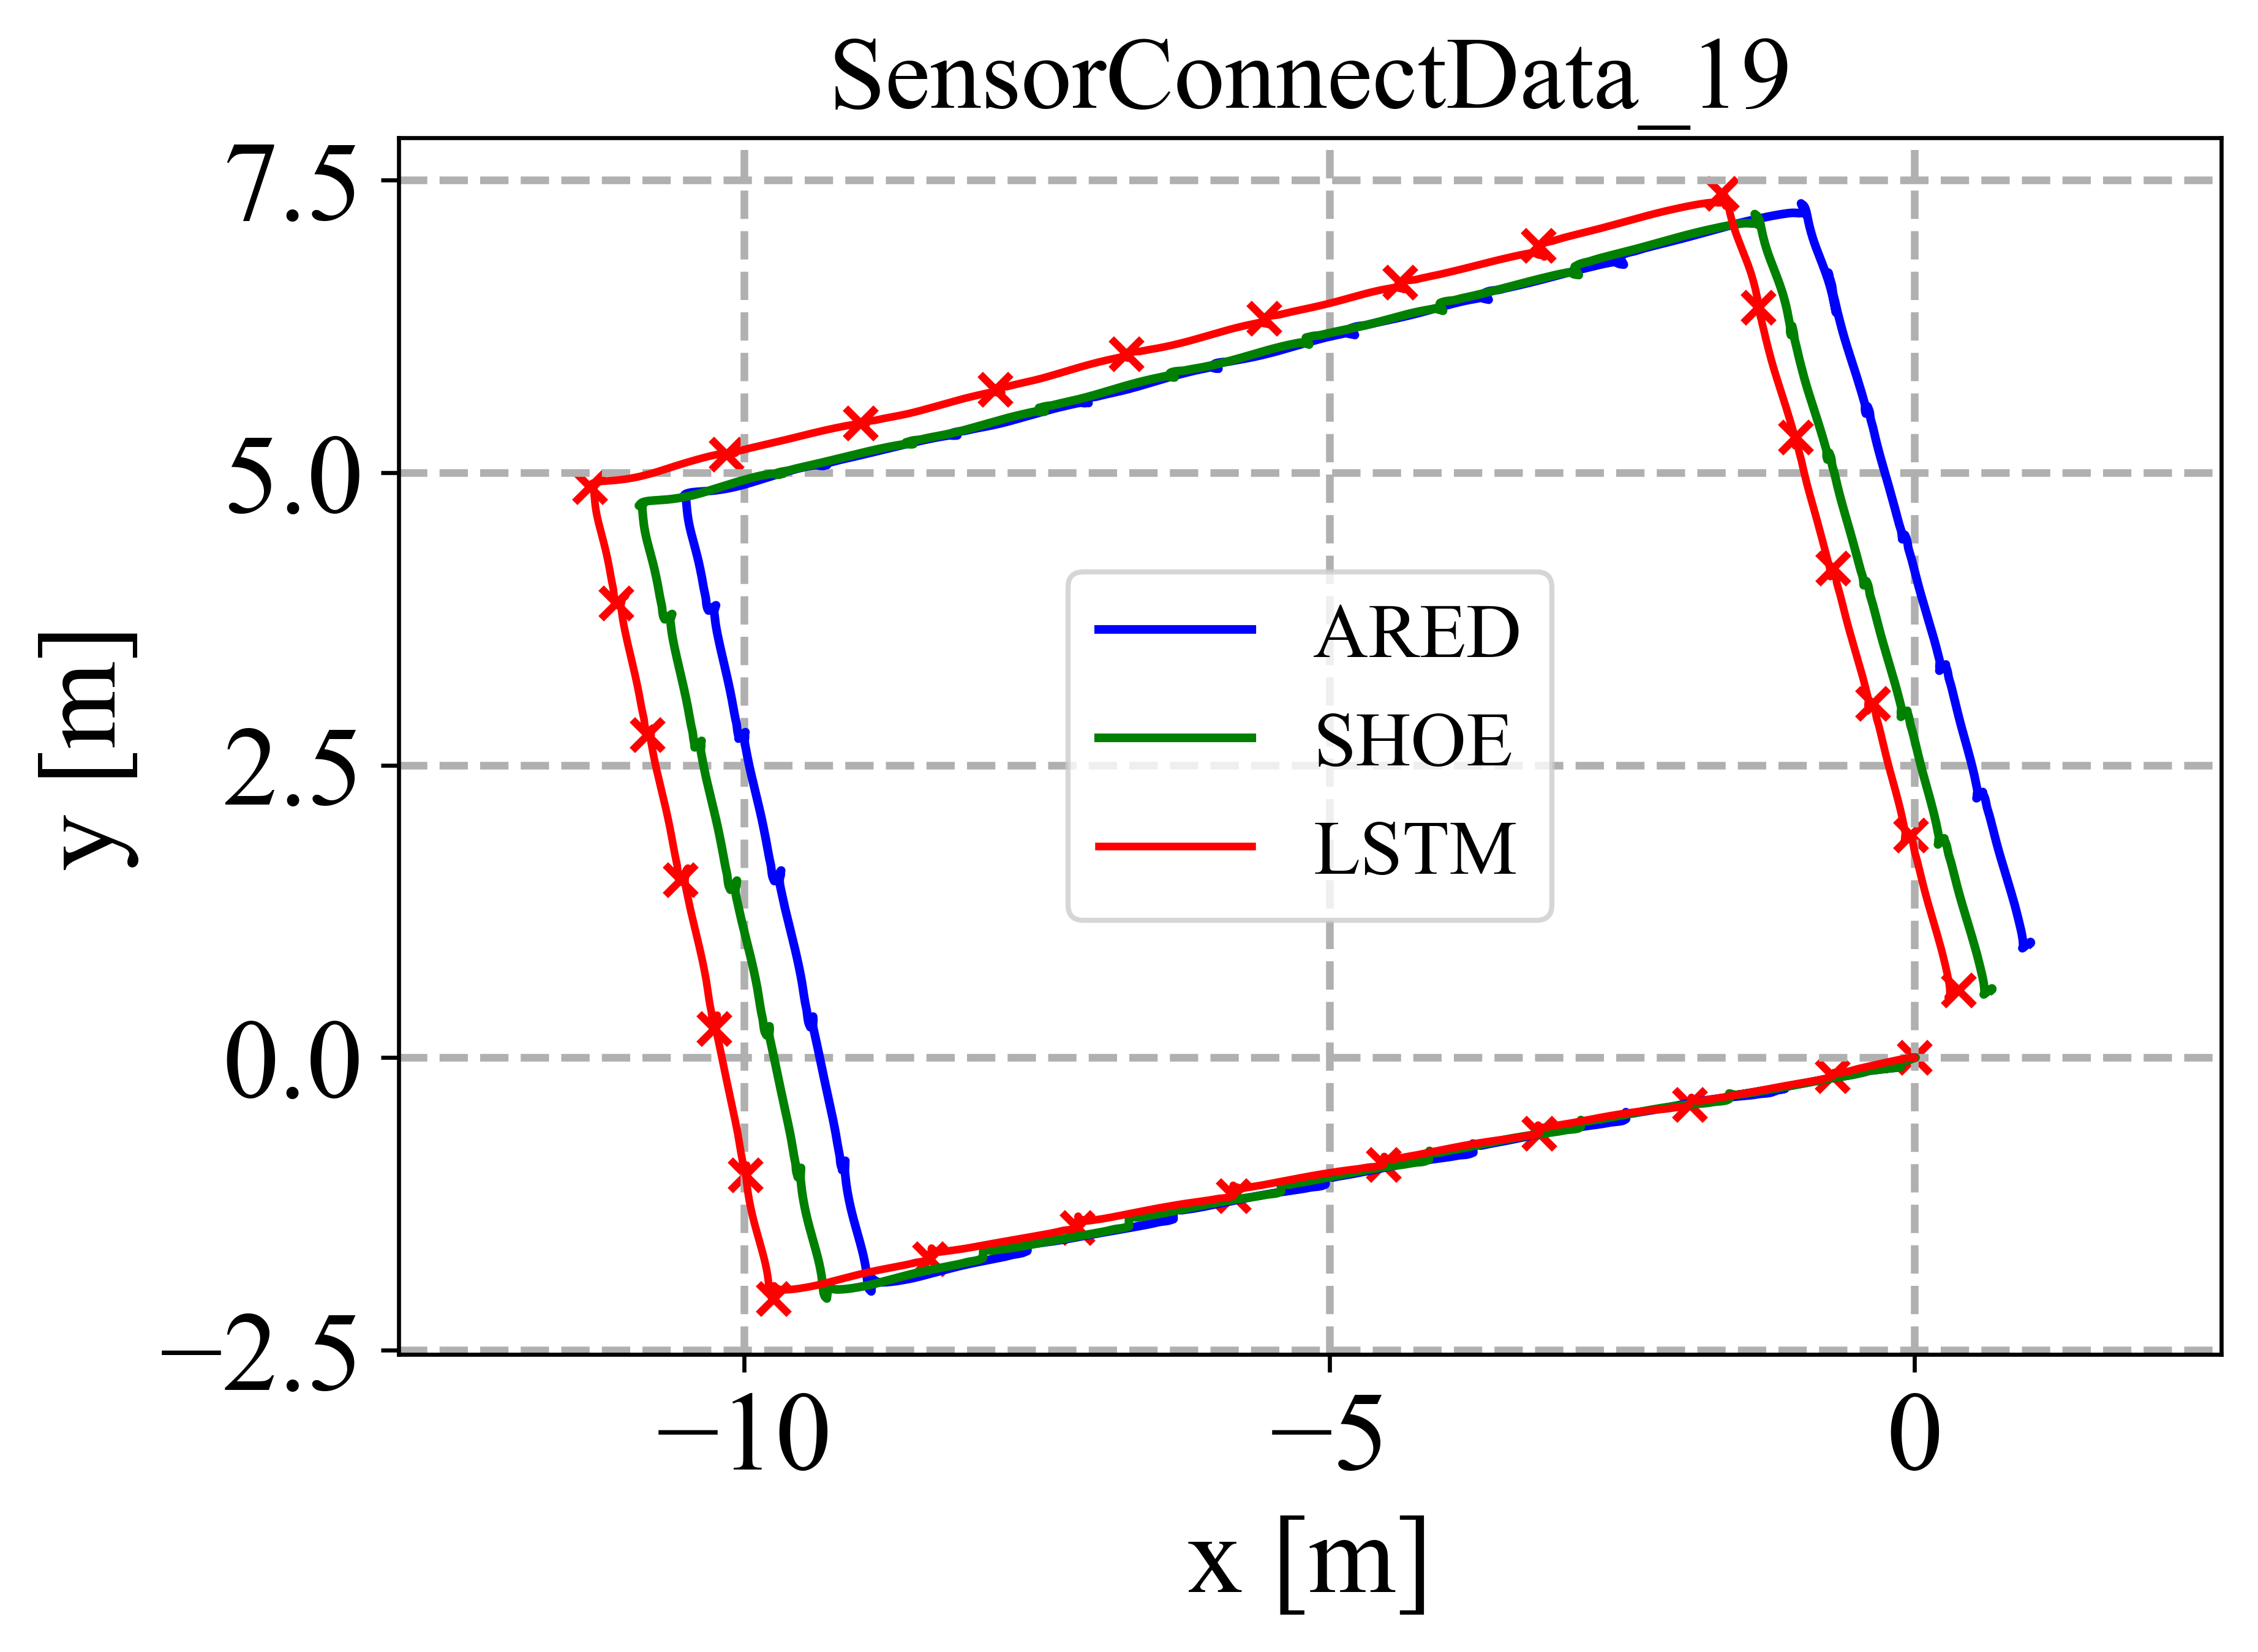 SensorConnectData_19
7.5
5.0
2.5
0.0
−2.5
y [m]
ARED
SHOE
LSTM
−10
−5
0
x [m]